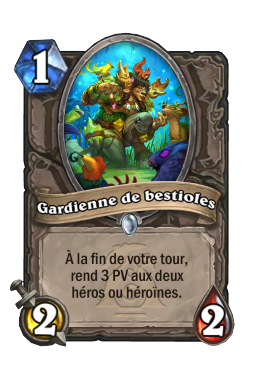 1
Gardienne de bestioles
À la fin de votre tour,
rend 3 PV aux deux
héros ou héroïnes.
2
2